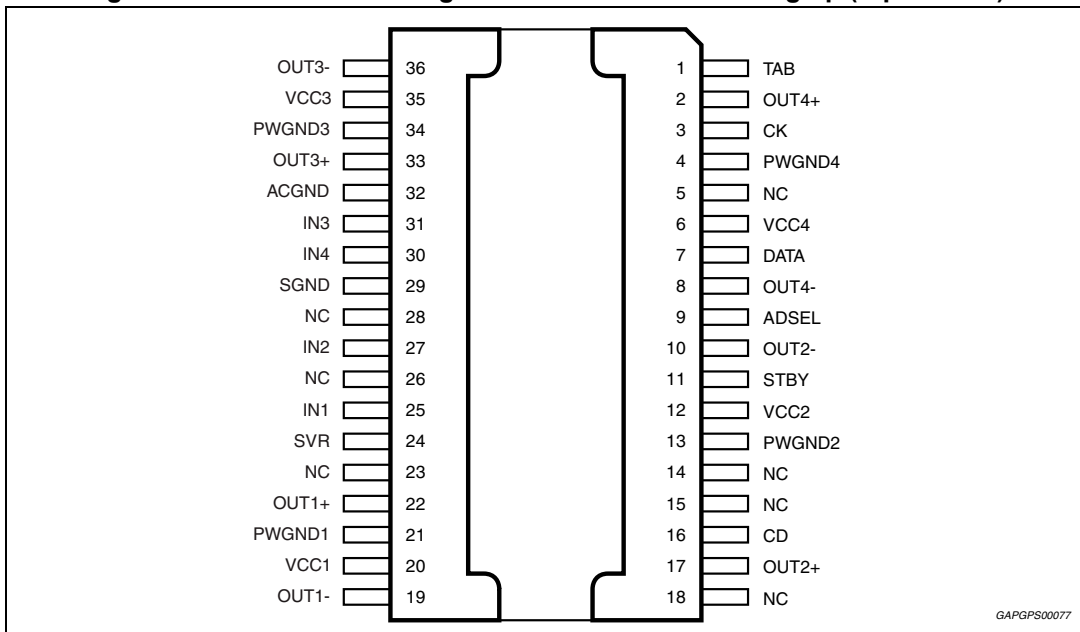 OUT3- 36 1 TAB
VCC3 35 2 OUT4+
PWGND3 34 3 CK
OUT3+ 33 4 PWGND4
ACGND 32 5 NC
IN3 31 6 VCC4
IN4 30 7 DATA
SGND 29 8 OUT4-
NC 28 9 ADSEL
IN2 27 10 OUT2-
NC 26 11 STBY
IN1 25 12 VCC2
SVR 24 13 PWGND2
NC 23 14 NC
OUT1+ 22 15 NC
PWGND1 21 16 CD
VCC1 20 17 OUT2+
OUT1- 19 18 NC
GAPGPS00077